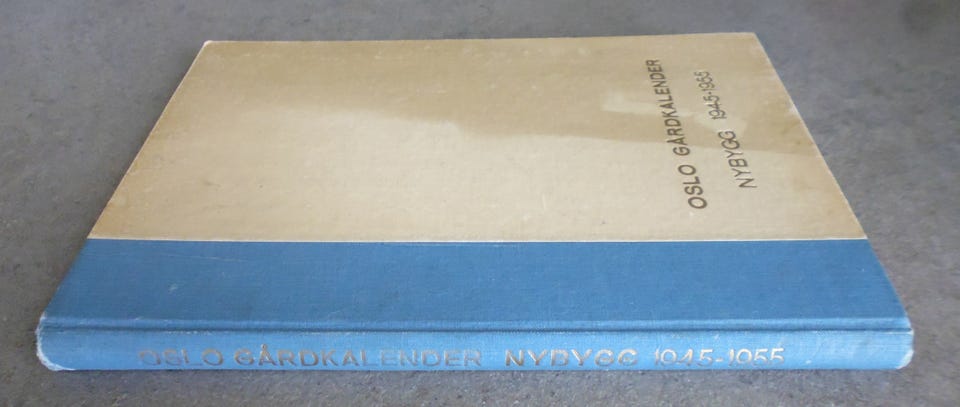 OSLO GÅRDKALENDER
NYBYGG 1945-1955
OSLO GÅRDKALENDER NYBYGG 1945-1955